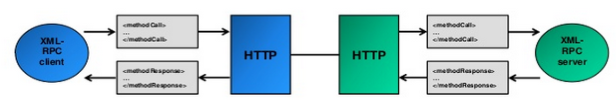 XML-
RPC
client
<methodCall>
...
</methodCall>
<methodResponse>
...
</methodResponse>
HTTP
HTTP
<methodCall>
...
</methodCall>
<methodResponse>
...
</methodResponse>
XML-
RPC
server